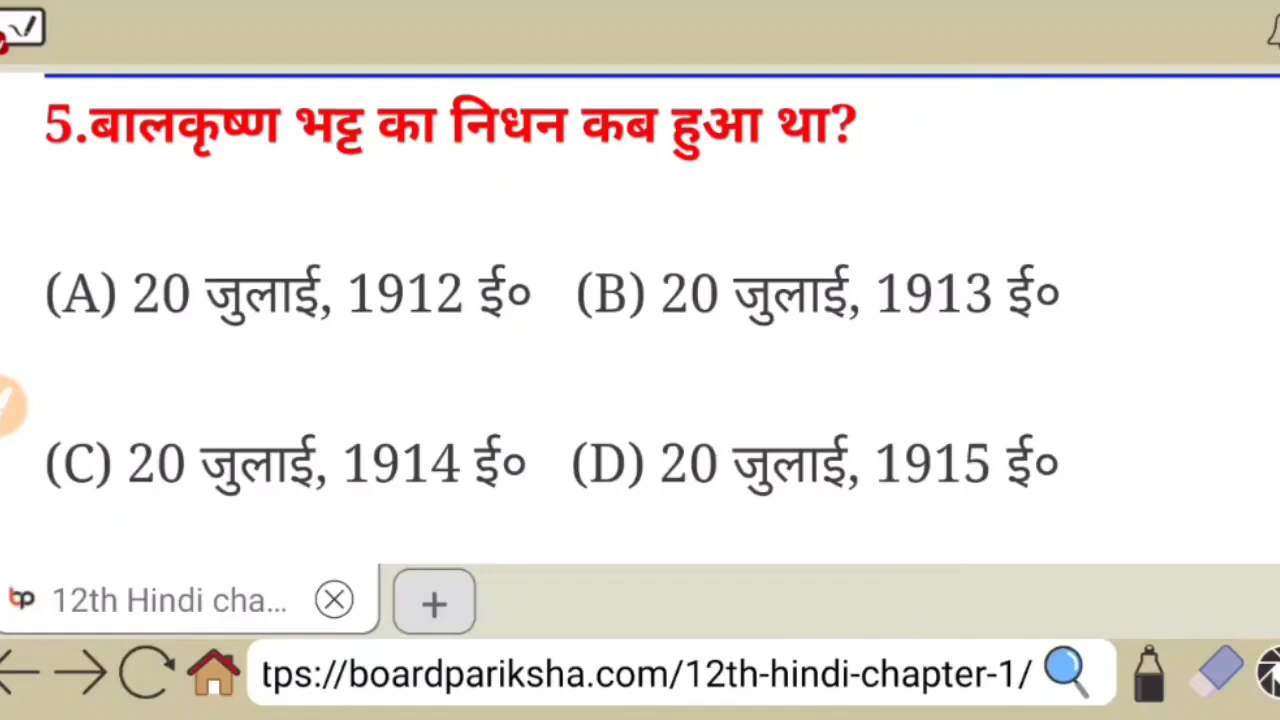 5.बालकृष्ण भट्ट का निधन कब हुआ था?
(A) 20 जुलाई, 1912 ई० (B) 20 जुलाई, 1913 ई०
(C) 20 जुलाई, 1914 ई० (D) 20 जुलाई, 1915 ई०
bp 12th Hindi cha...
tps://boardpariksha.com/12th-hindi-chapter-1/